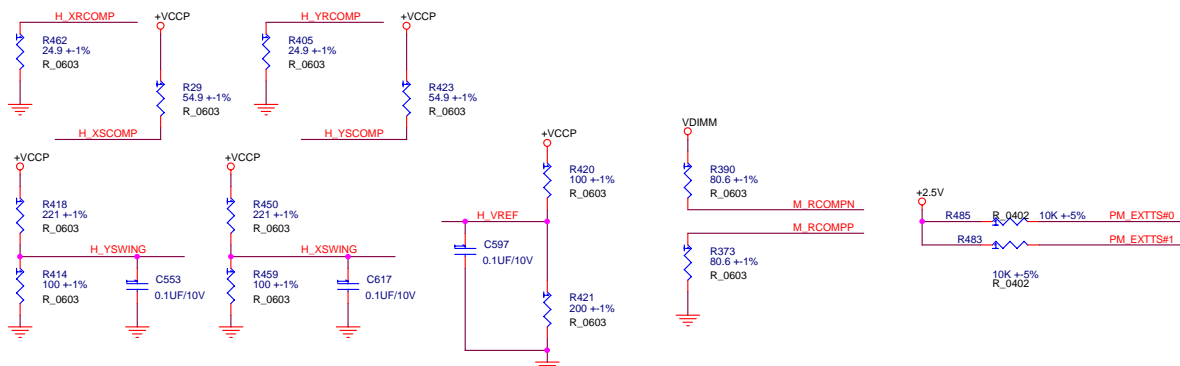 H_XRCOMP
+VCCP
R462
24.9 +-1%
R_0603
R29
54.9 +-1%
R_0603
H_XSCOMP
H_YRCOMP
+VCCP
R405
24.9 +-1%
R_0603
R423
54.9 +-1%
R_0603
H_YSCOMP
+VCCP
R418
221 +-1%
R_0603
H_YSWING
R414
100 +-1%
R_0603
C553
0.1UF/10V
+VCCP
R450
221 +-1%
R_0603
H_XSWING
R459
100 +-1%
R_0603
C617
0.1UF/10V
+VCCP
R420
100 +-1%
R_0603
H_VREF
C597
0.1UF/10V
R421
200 +-1%
R_0603
VDIMM
R390
80.6 +-1%
R_0603
M_RCOMPN
M_RCOMPP
R373
80.6 +-1%
R_0603
+2.5V
R485 R_0402 10K +-5% PM_EXTTS#0
R483 PM_EXTTS#1
10K +-5%
R_0402